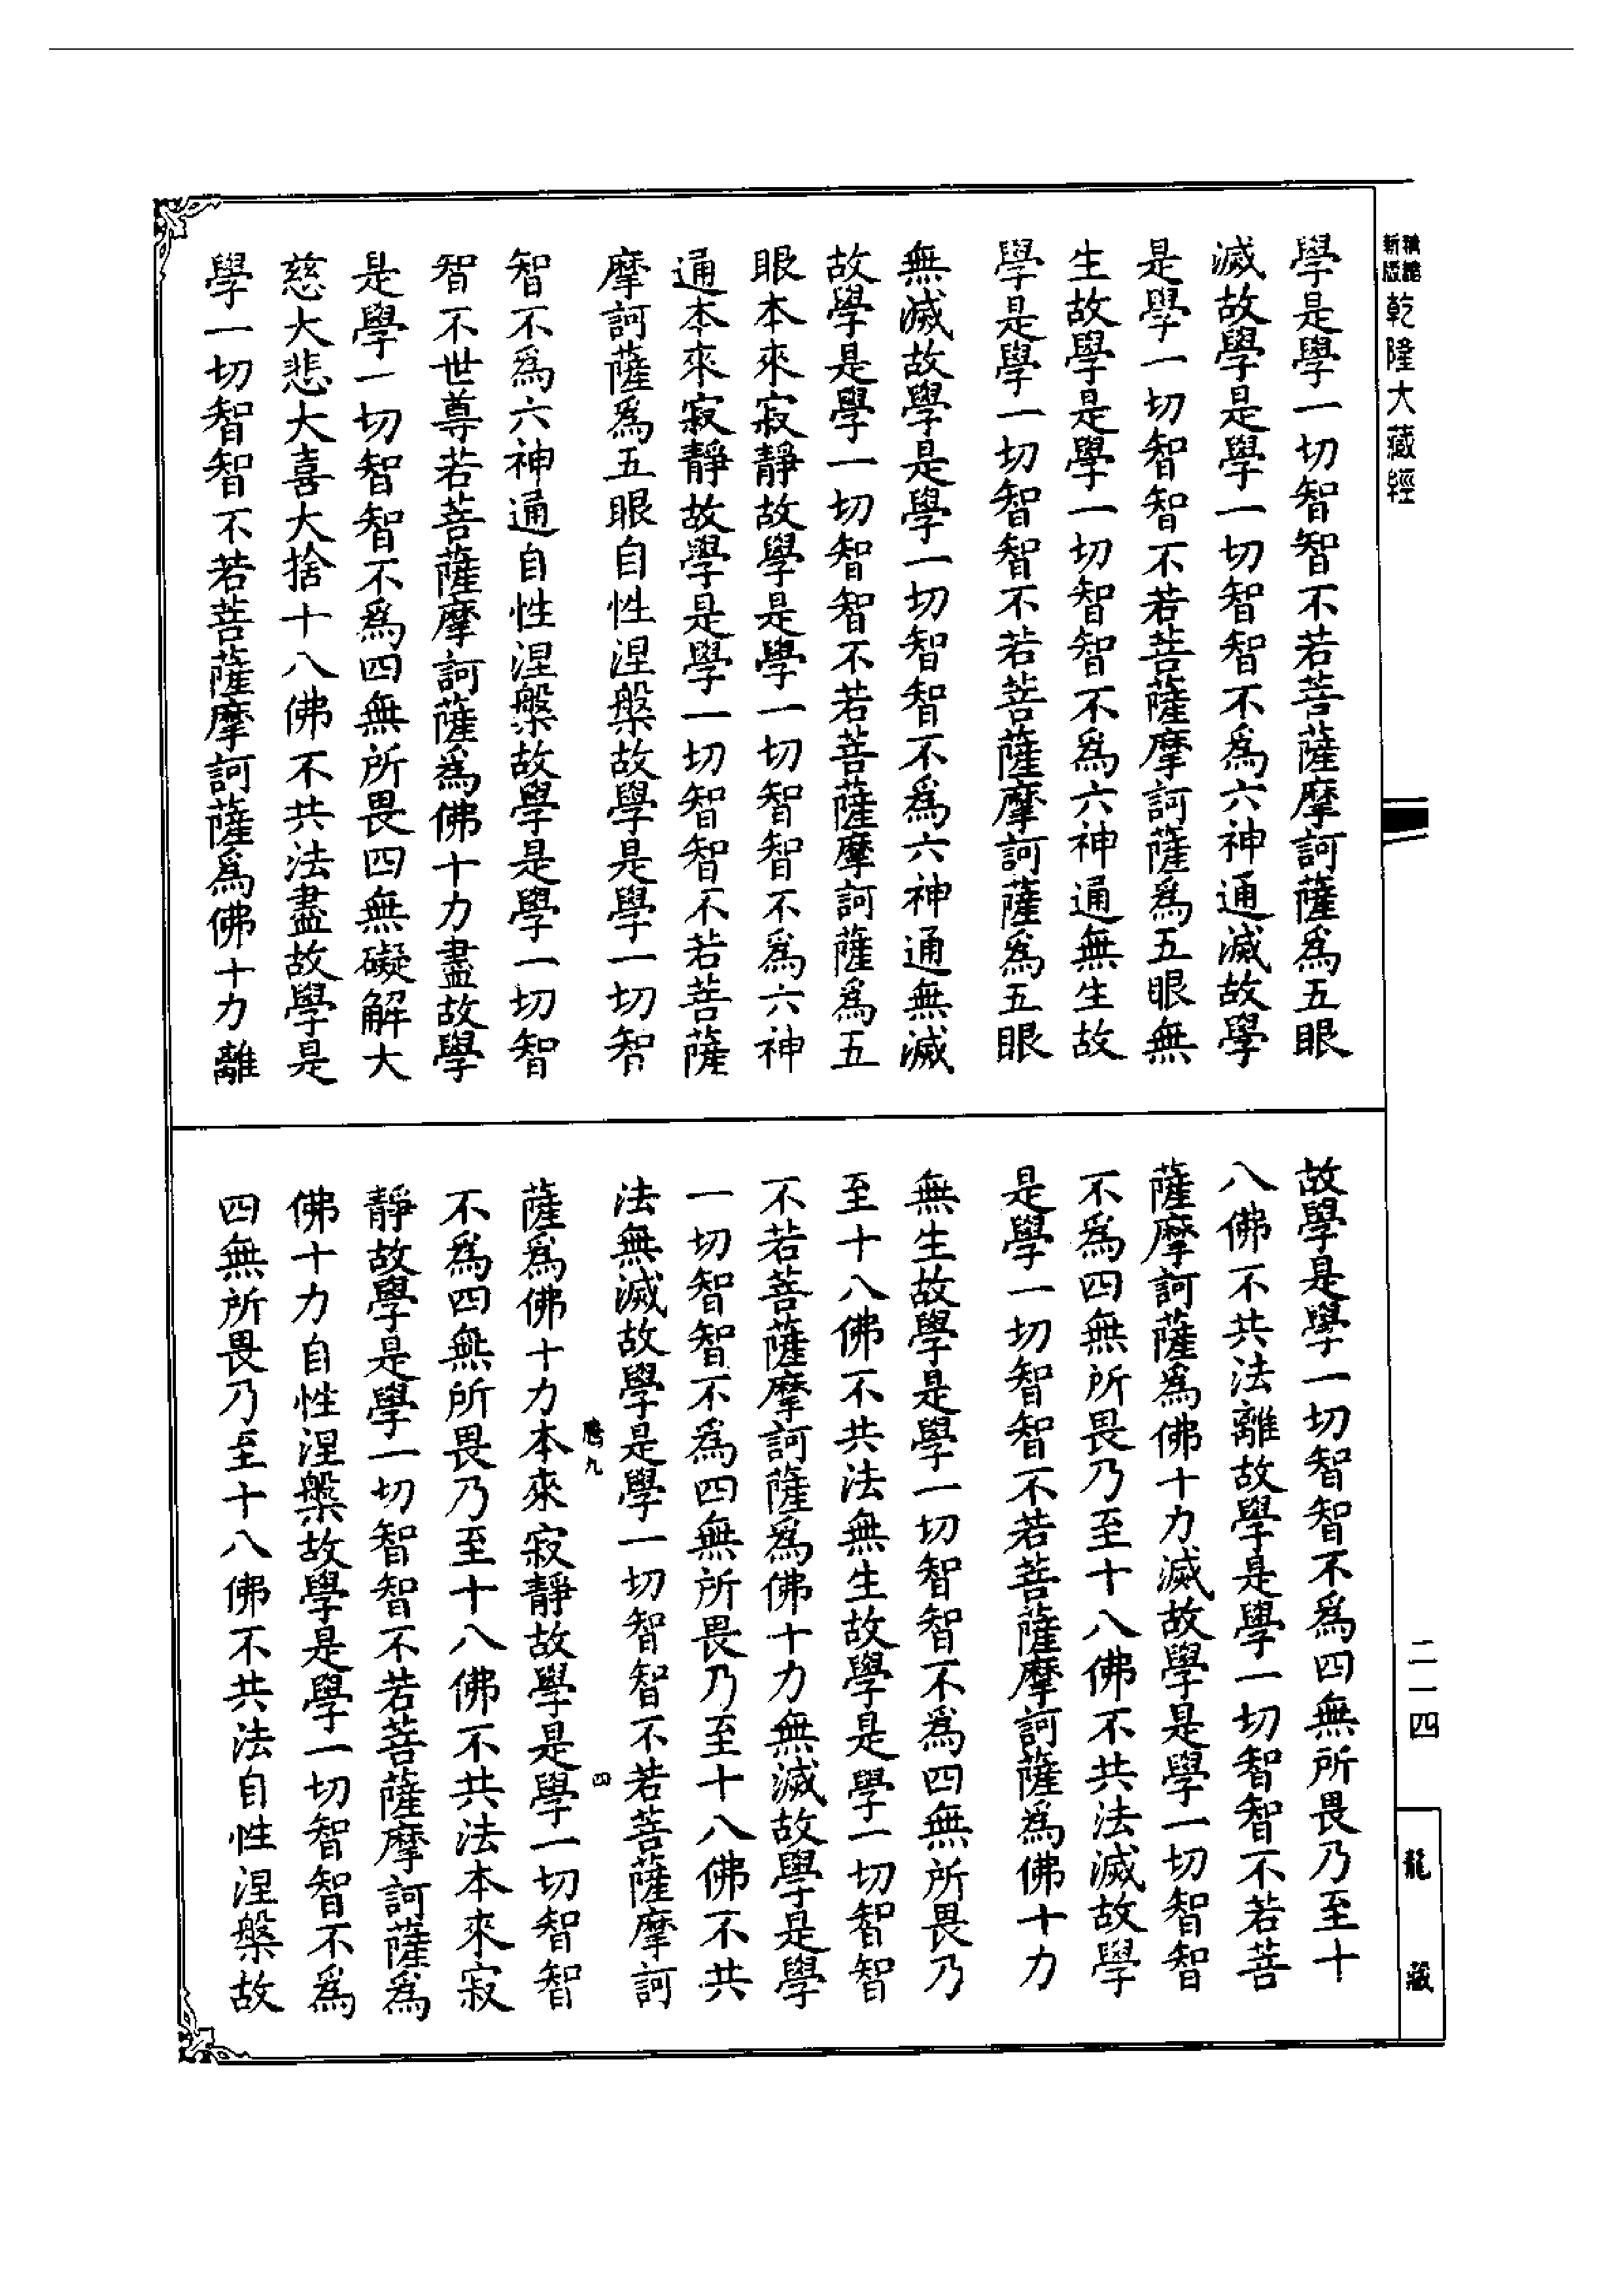 乾隆大藏經
學是學一切智智不若菩薩摩訶薩爲五眼
滅故學是學一切智智不爲六神通滅故學
是學一切智智不若菩薩摩訶薩爲五眼無
生故學是學一切智智不爲六神通無生故
學是學一切智智不若菩薩摩訶薩爲五眼
無滅故學是學一切智智不爲六神通無滅
故學是學一切智智不若菩薩摩訶薩爲五
眼本來寂靜故學是學一切智智不爲六神
通本來寂靜故學是學一切智智不若菩薩
摩訶薩爲五眼自性涅槃故學是學一切智
智不爲六神通自性涅槃故學是學一切智
智不世尊若菩薩摩訶薩爲佛十力盡故學
是學一切智智不爲四無所畏四無礙解大
慈大悲大喜大捨十八佛不共法盡故學是
學一切智智不若菩薩摩訶薩爲佛十力離
故學是學一切智智不爲四無所畏乃至十
八佛不共法離故學是學一切智智不若菩
薩摩訶薩爲佛十力滅故學是學一切智智
不爲四無所畏乃至十八佛不共法滅故學
是學一切智智不若菩薩摩訶薩爲佛十力
無生故學是學一切智智不爲四無所畏乃
至十八佛不共法無生故學是學一切智智
不若菩薩摩訶薩爲佛十力無滅故學是學
一切智智不爲四無所畏乃至十八佛不共
法無滅故學是學一切智智不若菩薩摩訶
九 四
薩爲佛十力本來寂靜故學是學一切智智
不爲四無所畏乃至十八佛不共法本來寂
靜故學是學一切智智不若菩薩摩訶薩爲
佛十力自性涅槃故學是學一切智智不爲
四無所畏乃至十八佛不共法自性涅槃故
二一四
龍藏